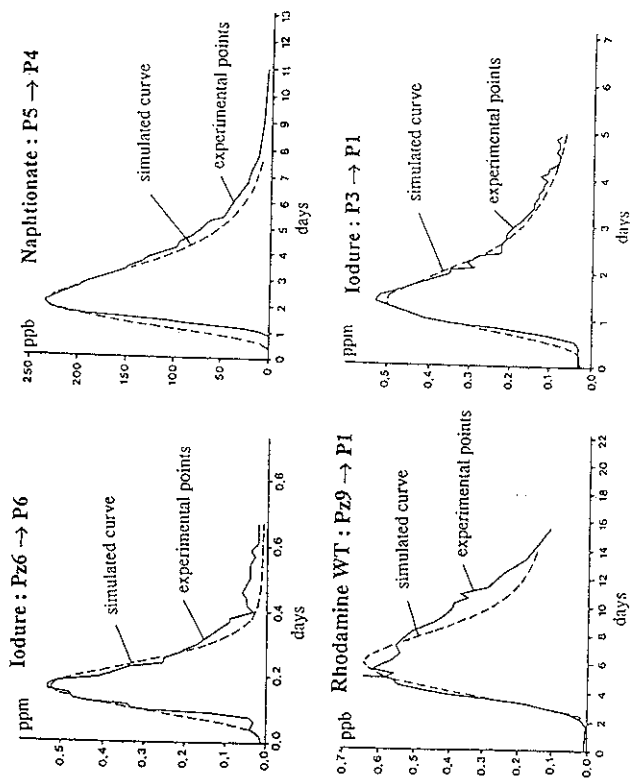 Iodure : Pz6 → P6
ppm
0.5
0.4
0.3
0.2
0.1
0.0
simulated curve
experimental points
0.0 0.2 0.4 0.6 0.8
days
Naphtionate : P5 → P4
ppb
250
200
150
100
50
0
simulated curve
experimental points
0 1 2 3 4 5 6 7 8 9 10 11 12 13
days
Rhodamine WT : Pz9 → P1
ppb
0.7
0.6
0.5
0.4
0.3
0.2
0.1
0.0
simulated curve
experimental points
0 2 4 6 8 10 12 14 16 18 20 22
days
Iodure : P3 → P1
ppm
0.5
0.4
0.3
0.2
0.1
0.0
simulated curve
experimental points
0 1 2 3 4 5 6 7
days